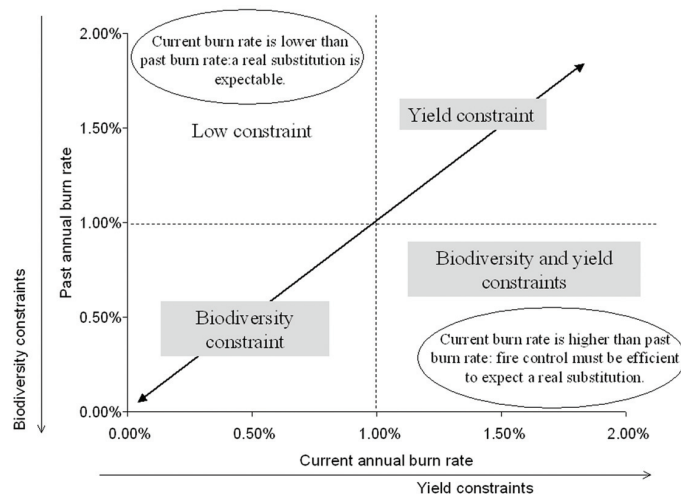 2.00%
Current burn rate is lower than
past burn rate:a real substitution is
expectable.
1.50%
Low constraint
Yield constraint
1.00%
Biodiversity and yield
constraints
0.50%
Biodiversity
constraint
Current burn rate is higher than past
burn rate: fire control must be efficient
to expect a real substitution.
0.00%
0.00%
0.50%
1.00%
1.50%
2.00%
Past annual burn rate
Biodiversity constraints
Current annual burn rate
Yield constraints